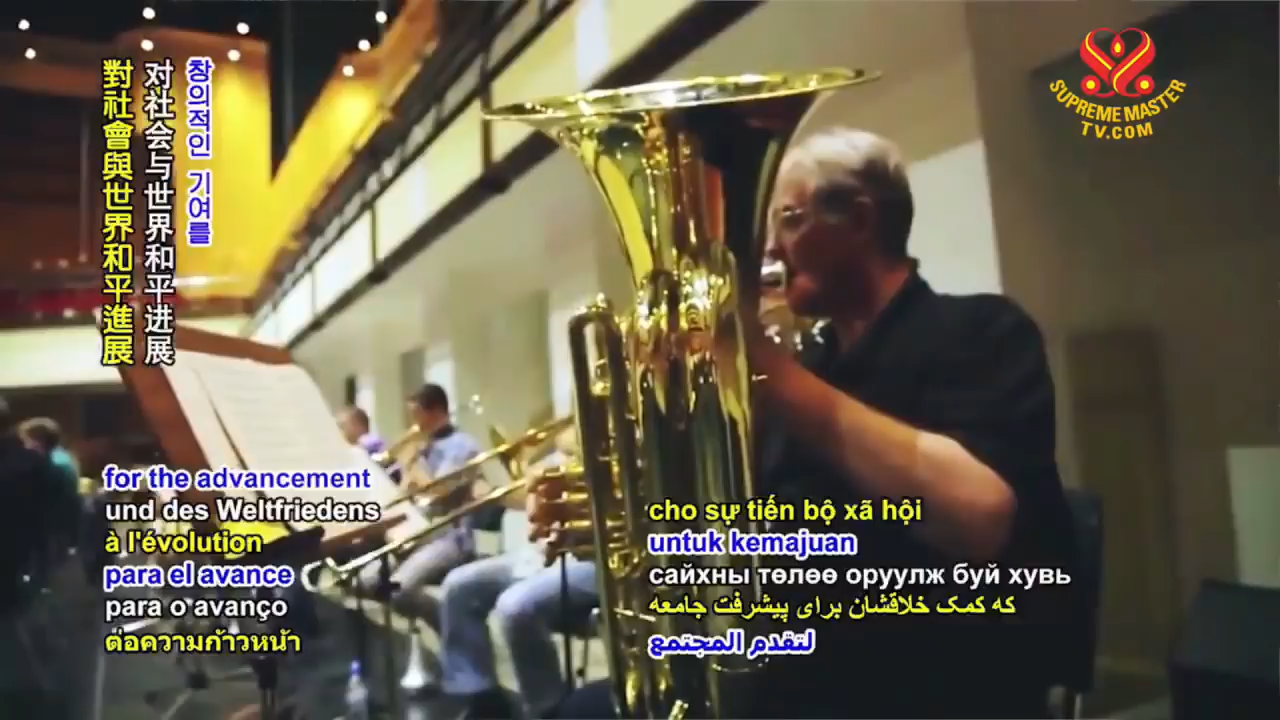 창의적인 기여를
对社会与世界和平进展
對社會與世界和平進展
SUPREME MASTER
TV.COM
for the advancement
und des Weltfriedens
à l'évolution
para el avance
para o avanço
ต่อความก้าวหน้า
cho sự tiến bộ xã hội
untuk kemajuan
сайхны төлөө оруулж буй хувь
که کمک خلاقشان برای پیشرفت جامعه
لتقدم المجتمع